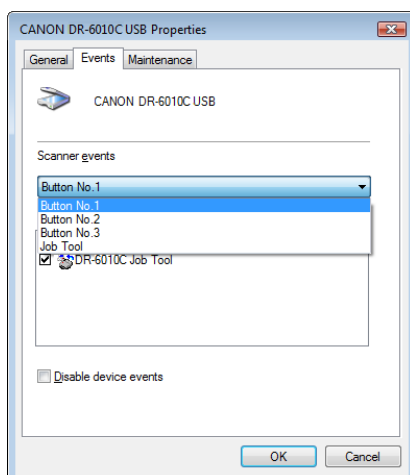 CANON DR-6010C USB Properties
General Events Maintenance
CANON DR-6010C USB
Scanner events
Button No.1
Button No.1
Button No.2
Button No.3
Job Tool
DR-6010C Job Tool
Disable device events
OK Cancel